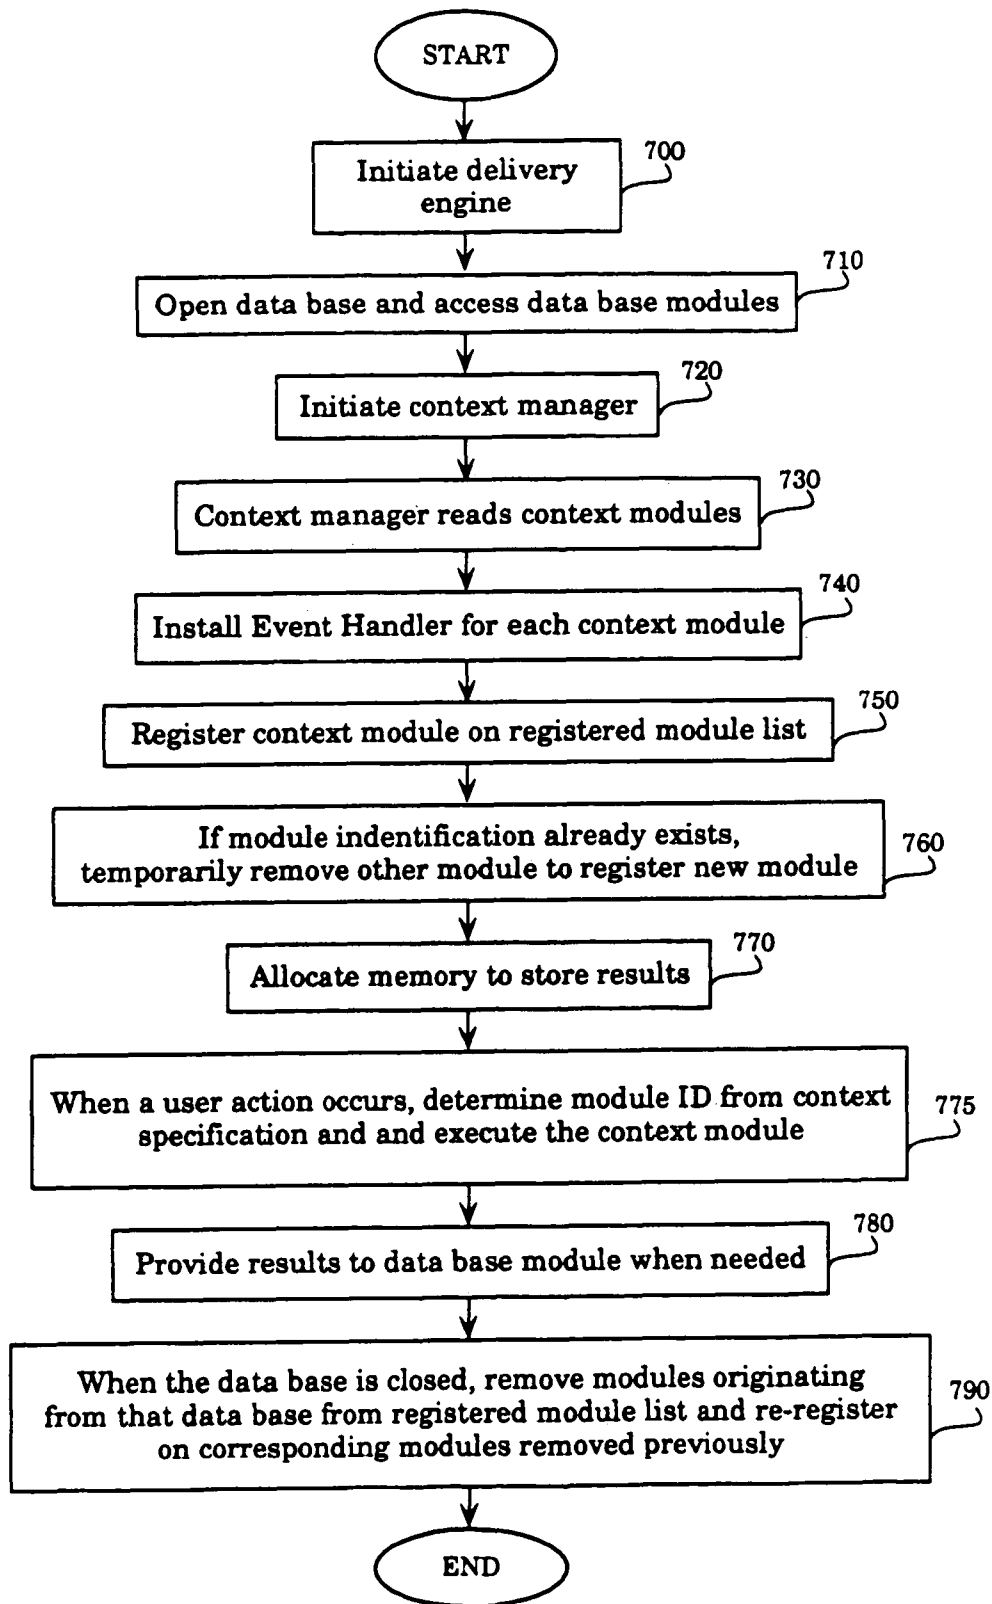 START
Initiate delivery
engine
700
Open data base and access data base modules
710
Initiate context manager
720
Context manager reads context modules
730
Install Event Handler for each context module
740
Register context module on registered module list
750
If module indentification already exists,
temporarily remove other module to register new module
760
Allocate memory to store results
770
When a user action occurs, determine module ID from context
specification and and execute the context module
775
Provide results to data base module when needed
780
When the data base is closed, remove modules originating
from that data base from registered module list and re-register
on corresponding modules removed previously
790
END